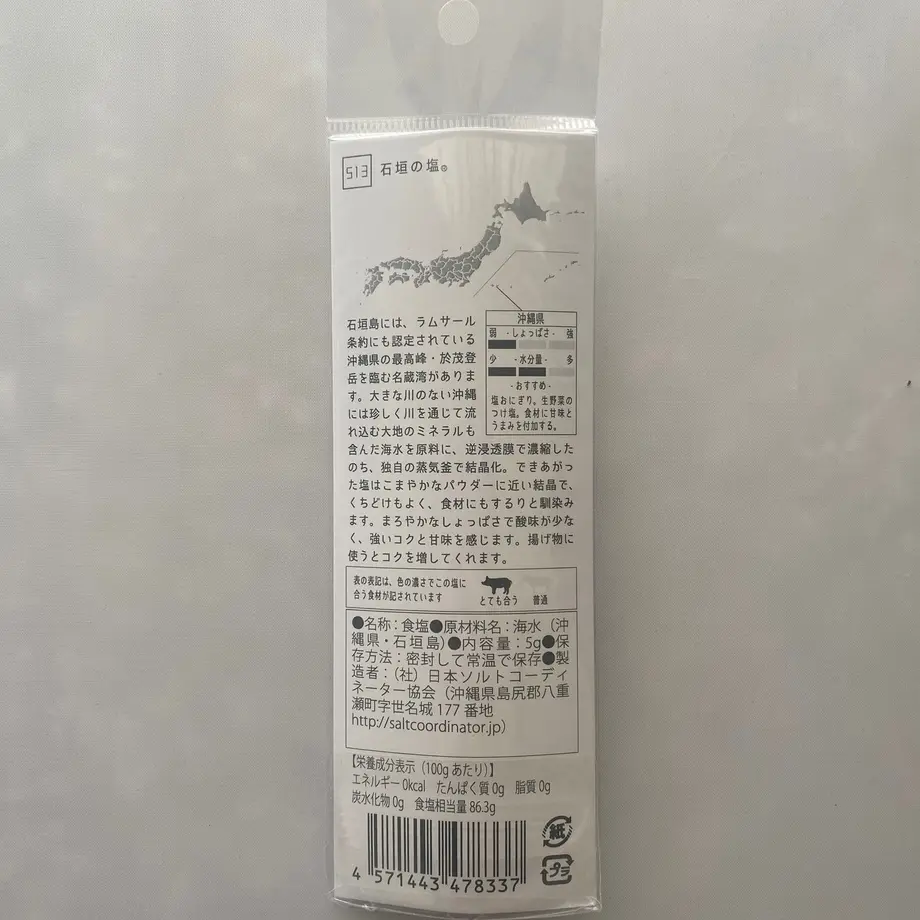 513 石垣の塩®
沖縄県
弱 -しょっぱさ- 強
少 -水分量- 多
-おすすめ-
塩おにぎり。生野菜の
つけ塩。食材に甘味と
うまみを付加する。
石垣島には、ラムサール
条約にも認定されている
沖縄県の最高峰・於茂登
岳を臨む名蔵湾がありま
す。大きな川のない沖縄
には珍しく川を通じて流
れ込む大地のミネラルも
含んだ海水を原料に、逆浸透膜で濃縮した
のち、独自の蒸気釜で結晶化。できあがっ
た塩はこまやかなパウダーに近い結晶で、
くちどけもよく、食材にもするりと馴染み
ます。まろやかなしょっぱさで酸味が少な
く、強いコクと甘味を感じます。揚げ物に
使うとコクを増してくれます。
表の表記は、色の濃さでこの塩に
合う食材が記されています
とても合う 普通
●名称：食塩●原材料名：海水（沖
縄県・石垣島）●内容量：5g●保
存方法：密封して常温で保存●製
造者：（社）日本ソルトコーディ
ネーター協会（沖縄県島尻郡八重
瀬町字世名城 177 番地
http://saltcoordinator.jp）
【栄養成分表示（100g あたり）】
エネルギー 0kcal たんぱく質 0g 脂質 0g
炭水化物 0g 食塩相当量 86.3g
4 571443 478337
紙
プラ